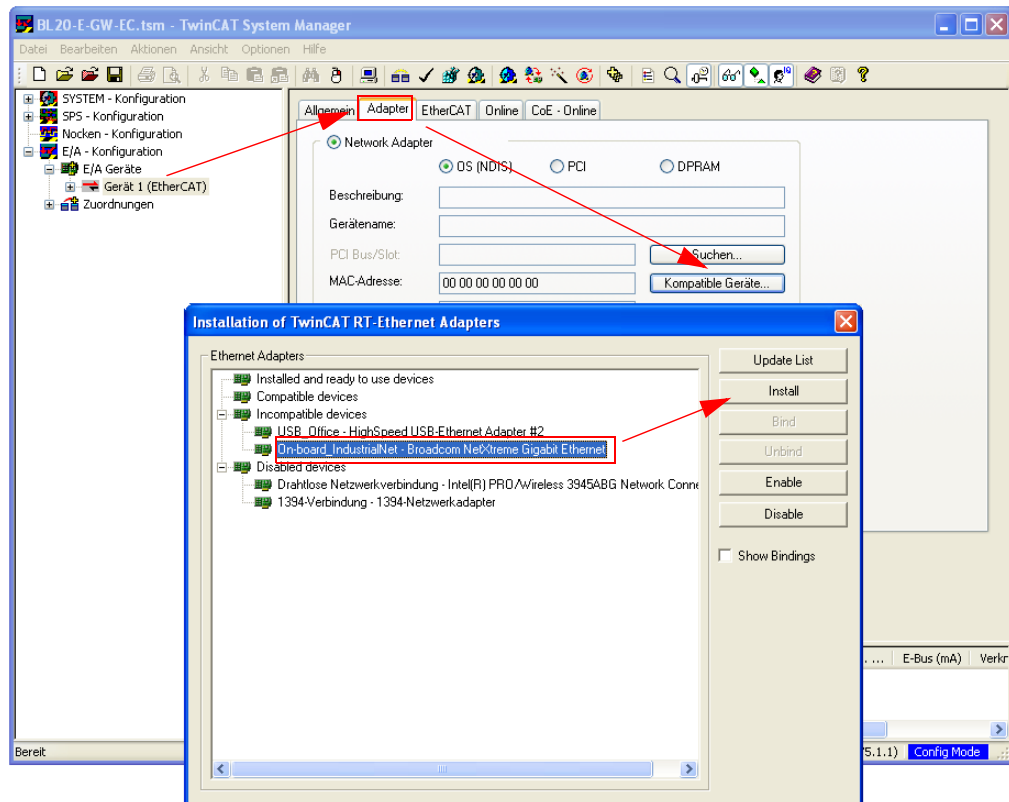 BL20-E-GW-EC.tsm - TwinCAT System Manager
Datei Bearbeiten Aktionen Ansicht Optionen Hilfe
SYSTEM - Konfiguration
SPS - Konfiguration
Nocken - Konfiguration
E/A - Konfiguration
E/A Geräte
Gerät 1 (EtherCAT)
Zuordnungen
Allgemein Adapter EtherCAT Online CoE - Online
Network Adapter
OS (NDIS) PCI DPRAM
Beschreibung:
Gerätename:
PCI Bus/Slot: Suchen...
MAC-Adresse: 00 00 00 00 00 00 Kompatible Geräte...
Installation of TwinCAT RT-Ethernet Adapters
Ethernet Adapters
Installed and ready to use devices
Compatible devices
Incompatible devices
USB_Office - HighSpeed USB-Ethernet Adapter #2
On-board_IndustrialNet - Broadcom NetXtreme Gigabit Ethernet
Disabled devices
Drahtlose Netzwerkverbindung - Intel(R) PRO/Wireless 3945ABG Network Conne
1394-Verbindung - 1394-Netzwerkadapter
Update List
Install
Bind
Unbind
Enable
Disable
Show Bindings
. ... E-Bus (mA) Verkr
Bereit
5.1.1) Config Mode